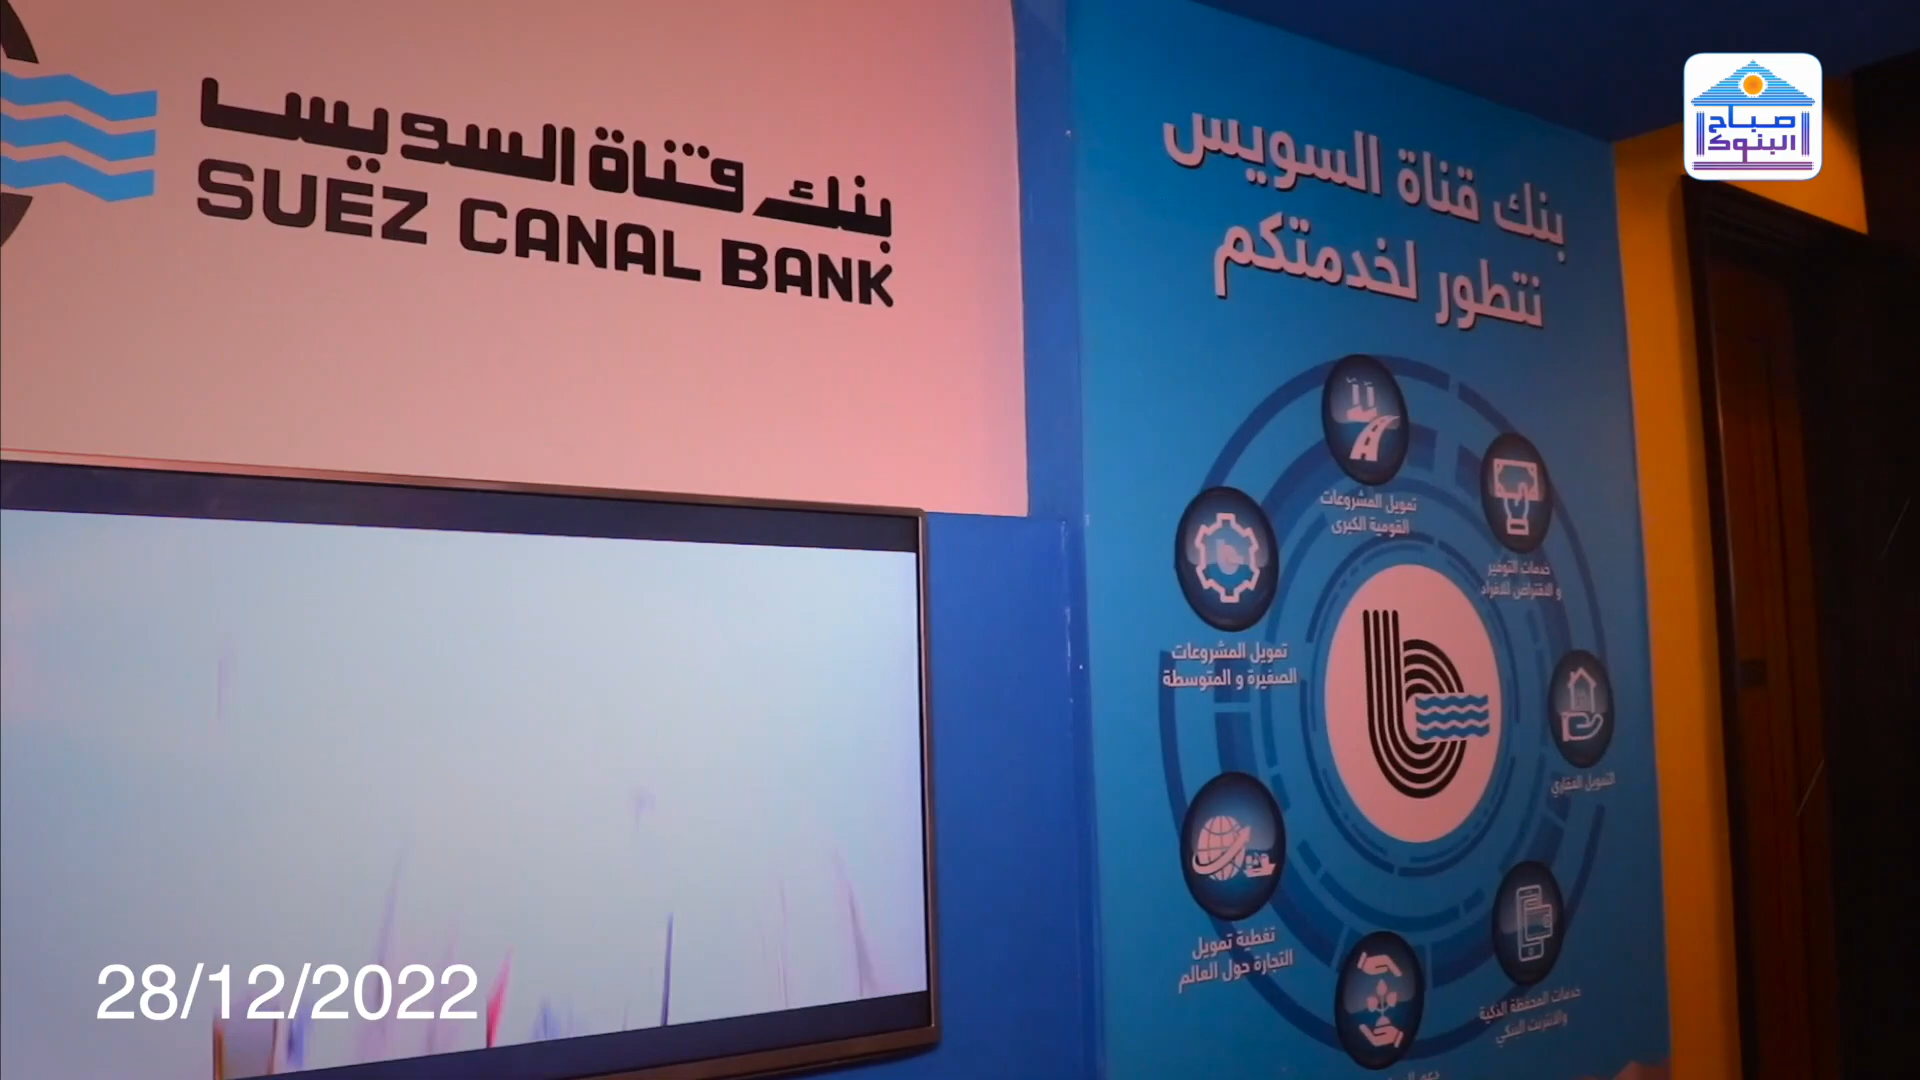 بنك قناة السويس
SUEZ CANAL BANK
صباح
البنوك
بنك قناة السويس
نتطور لخدمتكم
تمويل المشروعات
القومية الكبرى
خدمات التوفير
و الاقتراض للافراد
تمويل المشروعات
الصغيرة و المتوسطة
التمويل العقاري
تغطية تمويل
التجارة حول العالم
خدمات المحفظة الذكية
والانترنت البنكي
28/12/2022